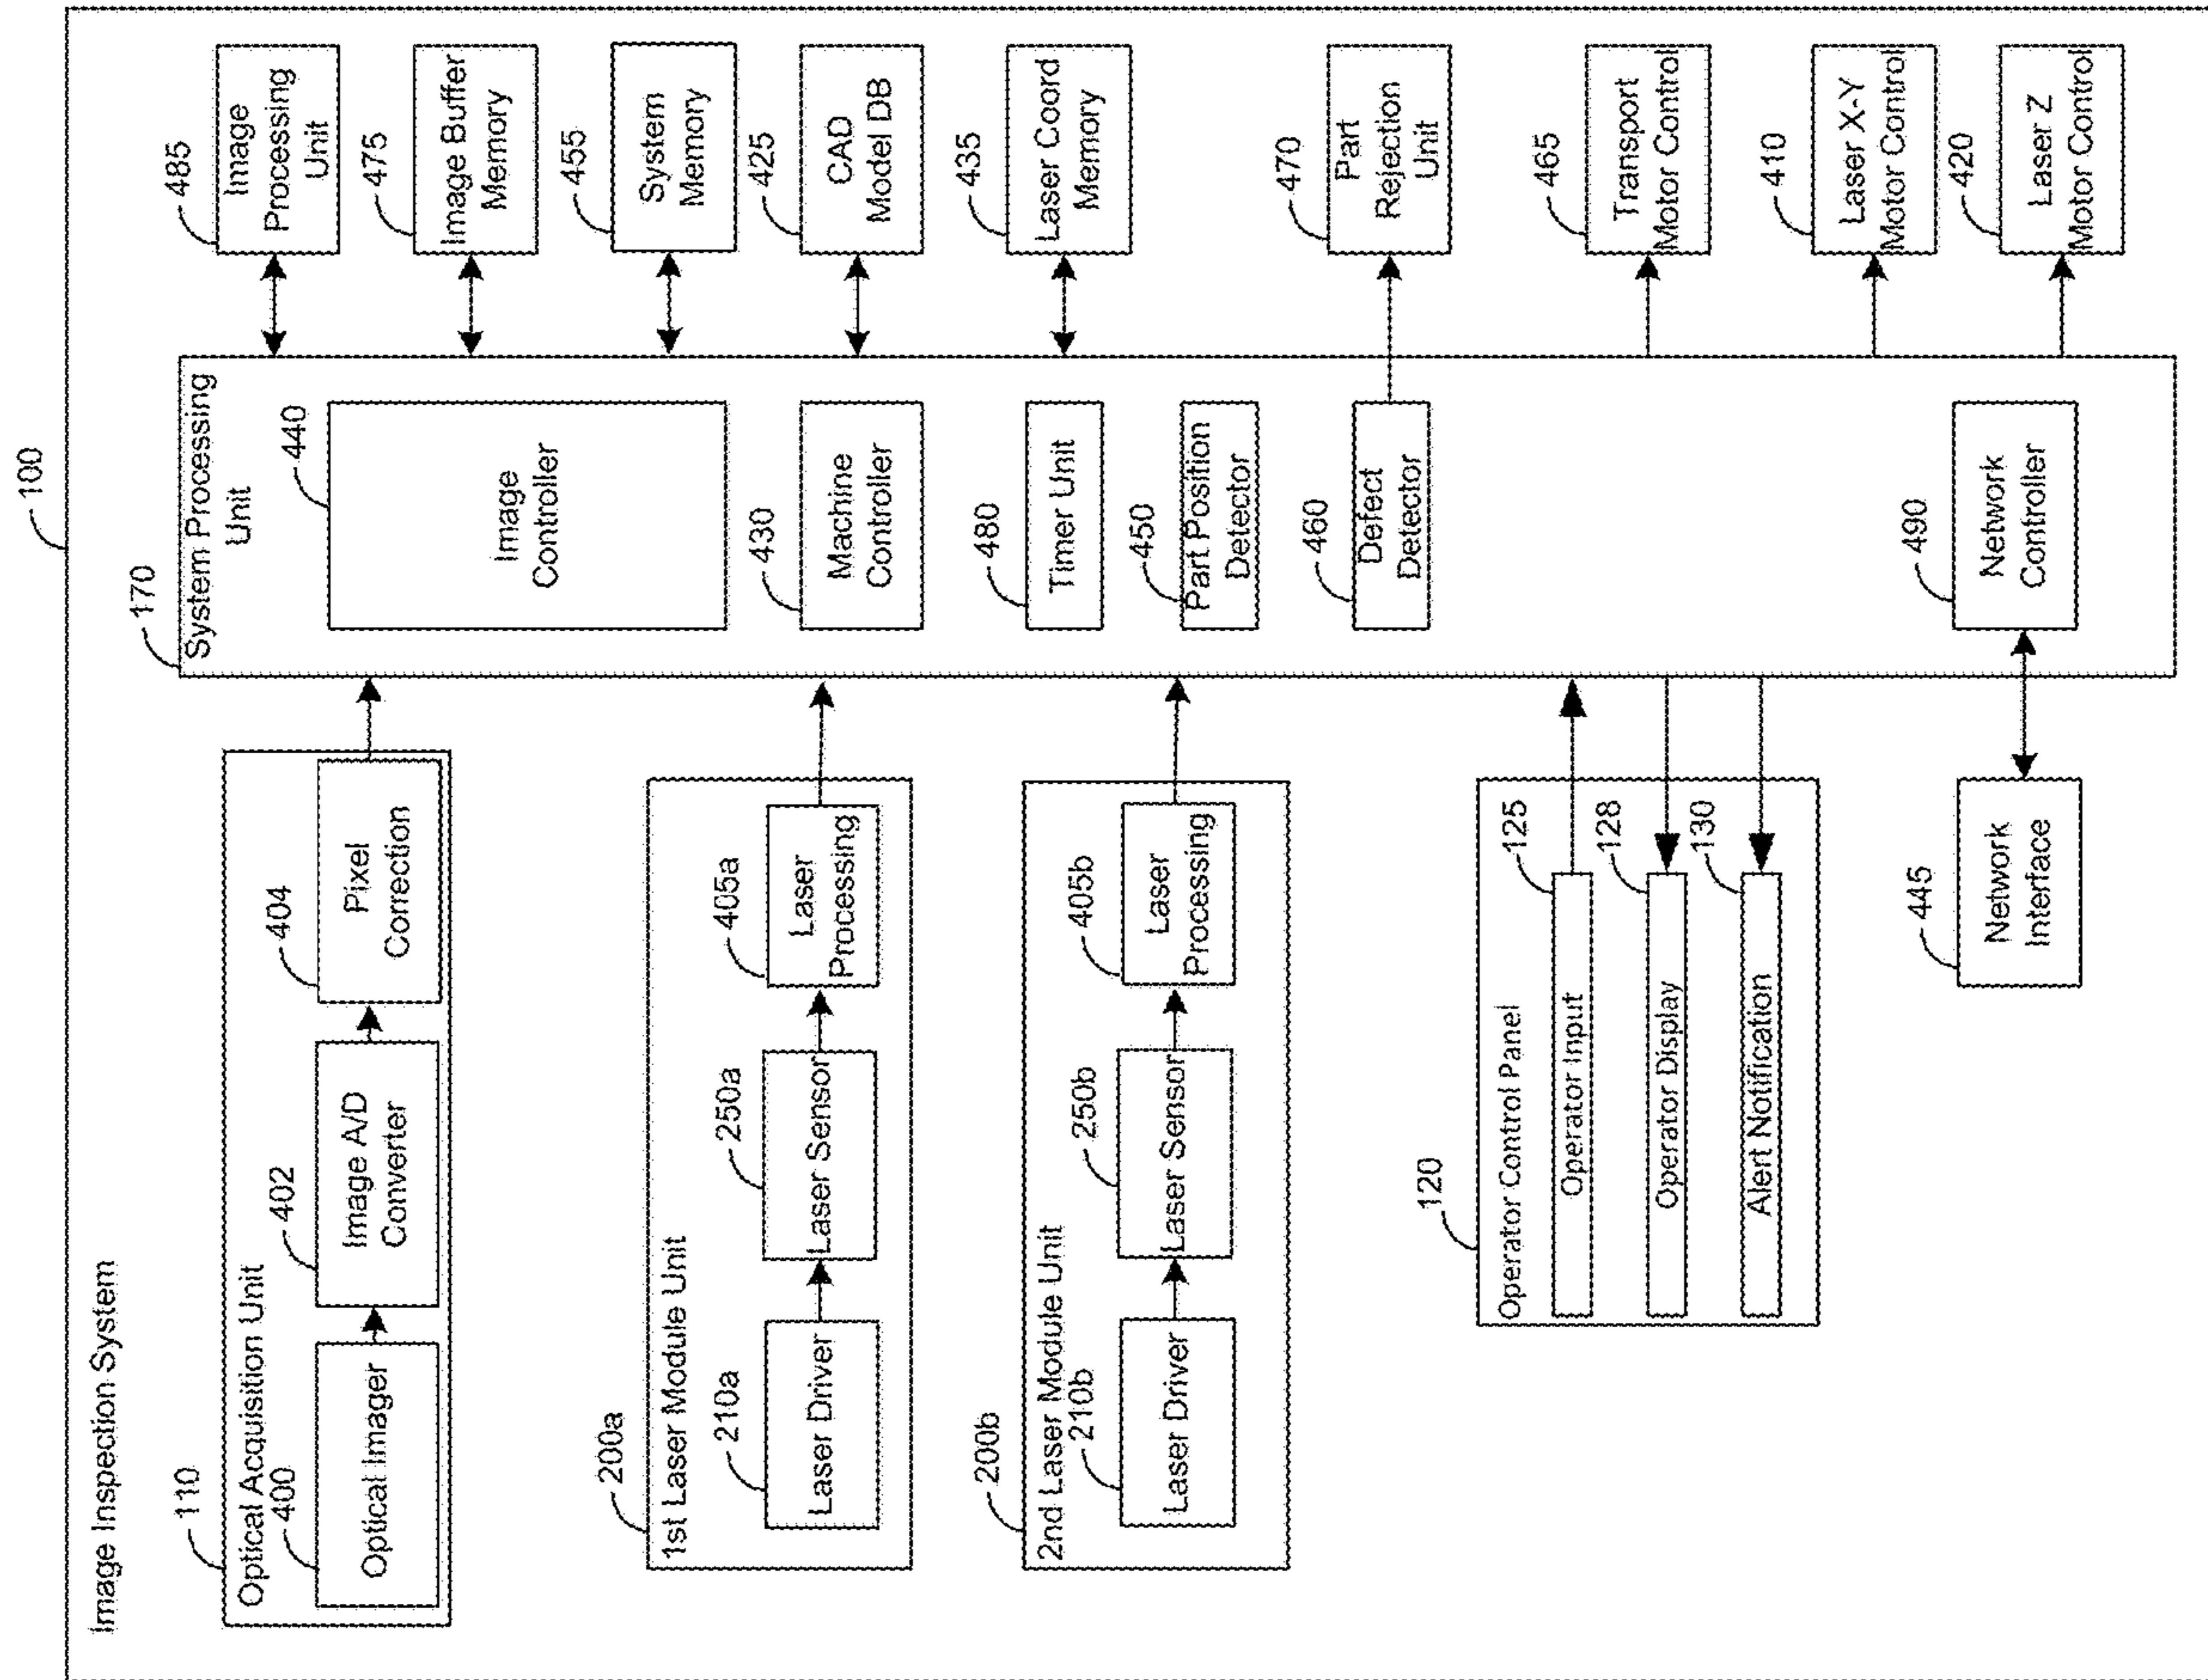 100
Image Inspection System
110
Optical Acquisition Unit
400
Optical Imager
402
Image A/D
Converter
404
Pixel
Correction
200a
1st Laser Module Unit
210a
Laser Driver
250a
Laser Sensor
405a
Laser
Processing
200b
2nd Laser Module Unit
210b
Laser Driver
250b
Laser Sensor
405b
Laser
Processing
120
Operator Control Panel
125
Operator Input
128
Operator Display
130
Alert Notification
445
Network
Interface
170
System Processing
Unit
440
Image
Controller
430
Machine
Controller
480
Timer Unit
450
Part Position
Detector
460
Defect
Detector
490
Network
Controller
485
Image
Processing
Unit
475
Image Buffer
Memory
455
System
Memory
425
CAD
Model DB
435
Laser Coord
Memory
470
Part
Rejection
Unit
465
Transport
Motor Control
410
Laser X-Y
Motor Control
420
Laser Z
Motor Control